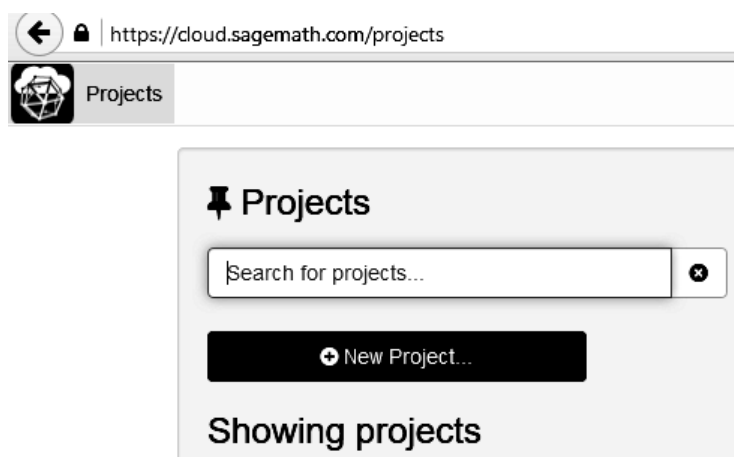 https://cloud.sagemath.com/projects
Projects
Projects
Search for projects...
New Project...
Showing projects